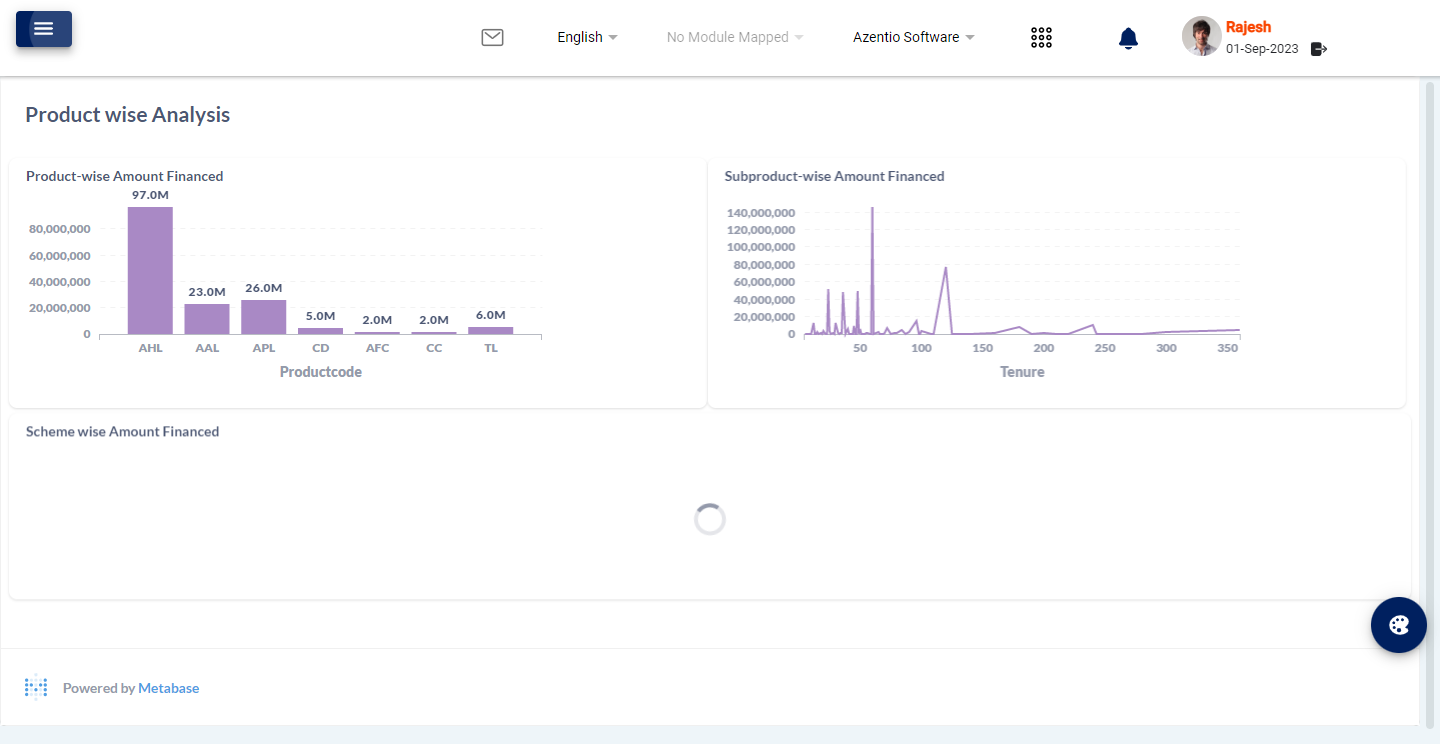 English
No Module Mapped
Azentio Software
Rajesh
01-Sep-2023
Product wise Analysis
Product-wise Amount Financed
97.0M
80,000,000
60,000,000
40,000,000
20,000,000
0
23.0M
26.0M
5.0M
2.0M
2.0M
6.0M
AHL AAL APL CD AFC CC TL
Productcode
Subproduct-wise Amount Financed
140,000,000
120,000,000
100,000,000
80,000,000
60,000,000
40,000,000
20,000,000
0
50 100 150 200 250 300 350
Tenure
Scheme wise Amount Financed
Powered by Metabase